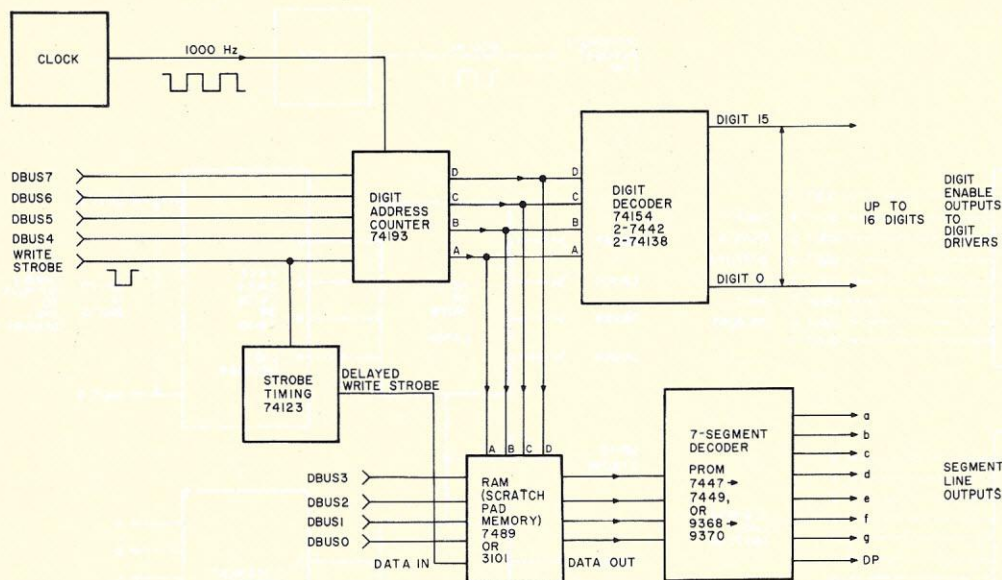 CLOCK
1000 Hz
DBUS7
DBUS6
DBUS5
DBUS4
WRITE
STROBE
DIGIT
ADDRESS
COUNTER
74193
D
C
B
A
D
C
B
A
DIGIT
DECODER
74154
2-7442
2-74138
DIGIT 15
DIGIT 0
UP TO
16 DIGITS
DIGIT
ENABLE
OUTPUTS
TO
DIGIT
DRIVERS
STROBE
TIMING
74123
DELAYED
WRITE STROBE
A B C D
DBUS3
DBUS2
DBUS1
DBUS0
DATA IN
RAM
(SCRATCH
PAD
MEMORY)
7489
OR
3101
DATA OUT
7-SEGMENT
DECODER
PROM
7447→
7449,
OR
9368→
9370
a
b
c
d
e
f
g
DP
SEGMENT
LINE
OUTPUTS